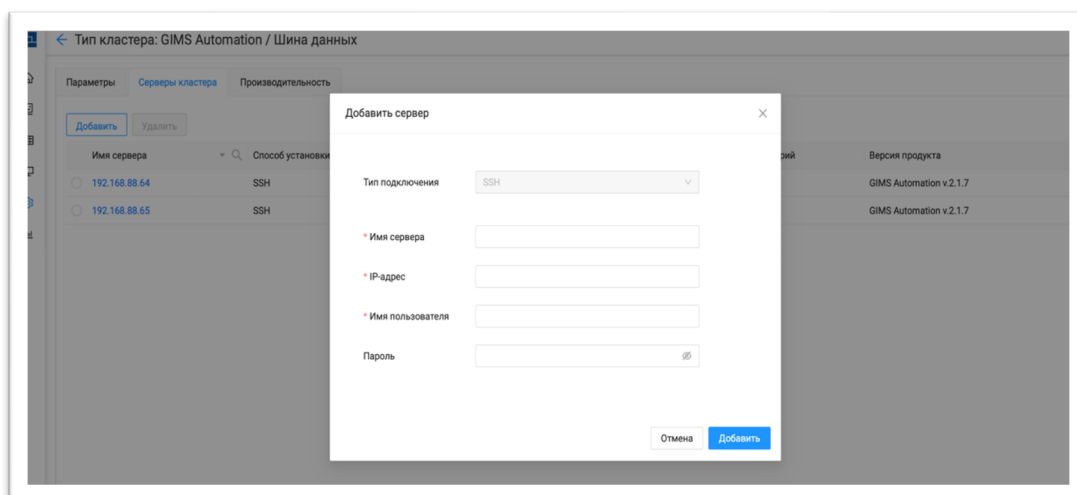 Тип кластера: GIMS Automation / Шина данных
Параметры Серверы кластера Производительность
Добавить Удалить
Имя сервера Способ установки рий Версия продукта
192.168.88.64 SSH GIMS Automation v.2.1.7
192.168.88.65 SSH GIMS Automation v.2.1.7
Добавить сервер
Тип подключения SSH
* Имя сервера
* IP-адрес
* Имя пользователя
Пароль
Отмена Добавить